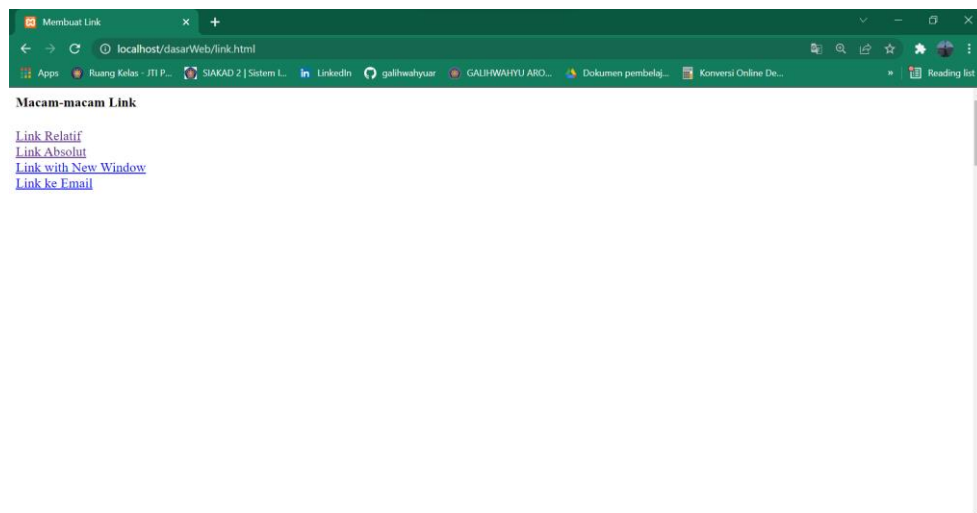 Membuat Link
localhost/dasarWeb/link.html
Apps Ruang Kelas - JTI P... SIAKAD 2 | Sistem I... LinkedIn galihwahyuar GALIHWAHYU ARO... Dokumen pembelaj... Konversi Online De... » Reading list
Macam-macam Link
Link Relatif
Link Absolut
Link with New Window
Link ke Email